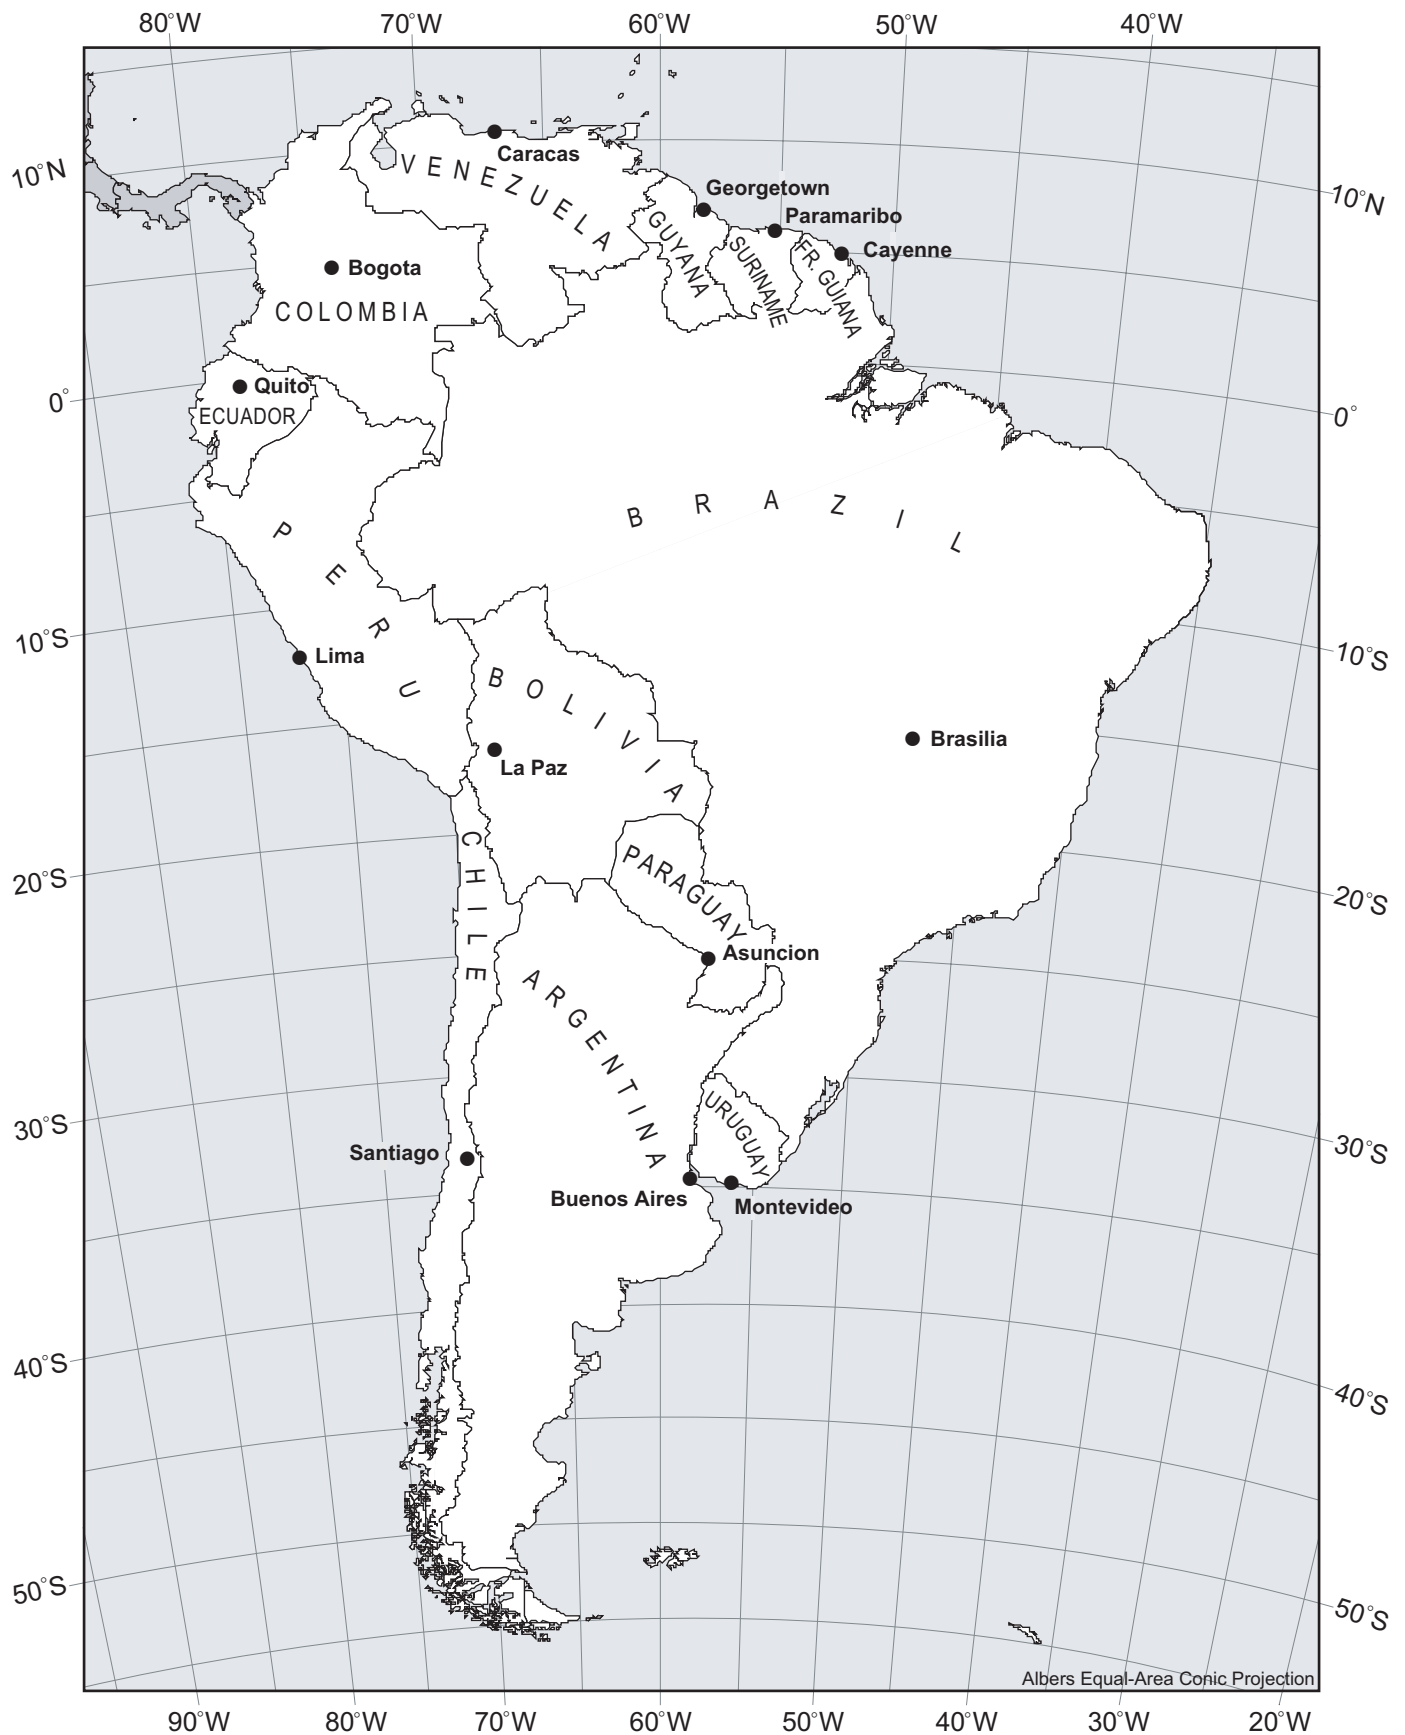 80°W 70°W 60°W 50°W 40°W
Caracas
VENEZUELA
10°N
Georgetown
10°N
Paramaribo
GUYANA
SURINAME
FR. GUIANA
Cayenne
Bogota
COLOMBIA
Quito
0°
ECUADOR
0°
BRAZIL
PERU
10°S
Lima
10°S
BOLIVIA
Brasilia
La Paz
CHILE
PARAGUAY
20°S
20°S
Asuncion
ARGENTINA
URUGUAY
30°S
30°S
Santiago
Buenos Aires
Montevideo
40°S
40°S
50°S
50°S
Albers Equal-Area Conic Projection
90°W 80°W 70°W 60°W 50°W 40°W 30°W 20°W